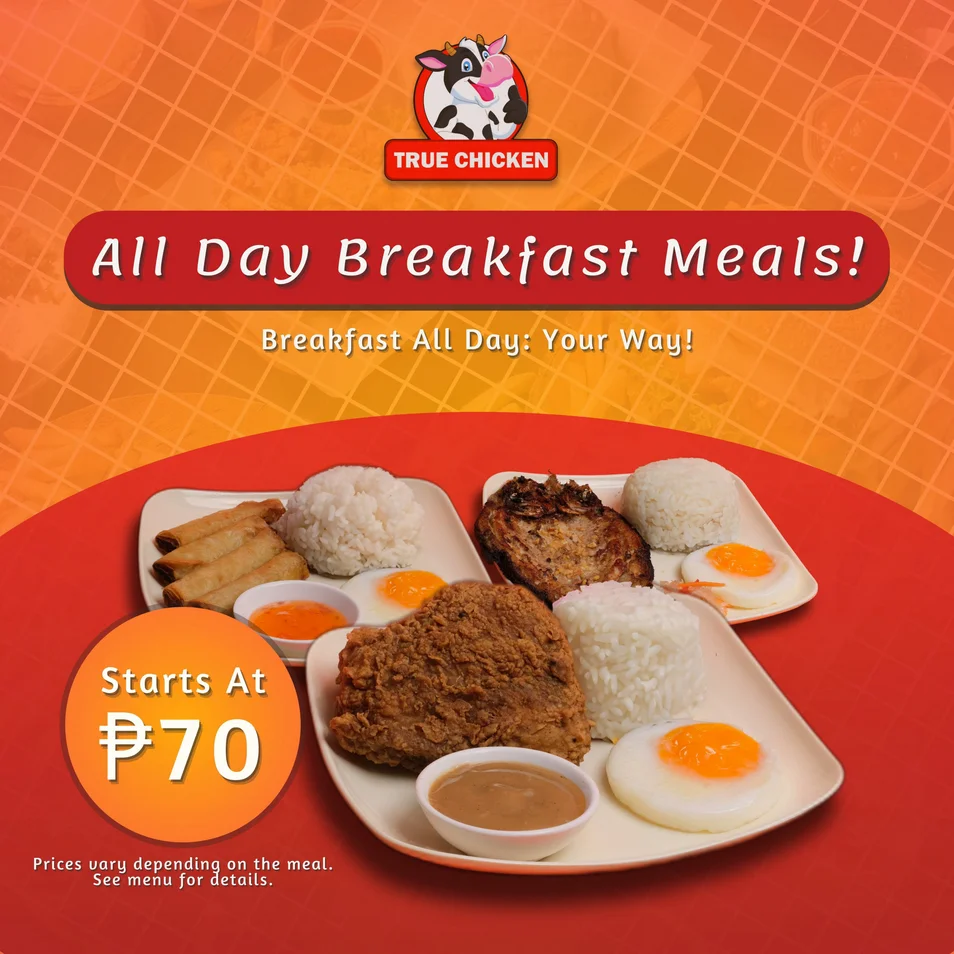 TRUE CHICKEN
All Day Breakfast Meals!
Breakfast All Day: Your Way!
Starts At
₱70
Prices vary depending on the meal.
See menu for details.